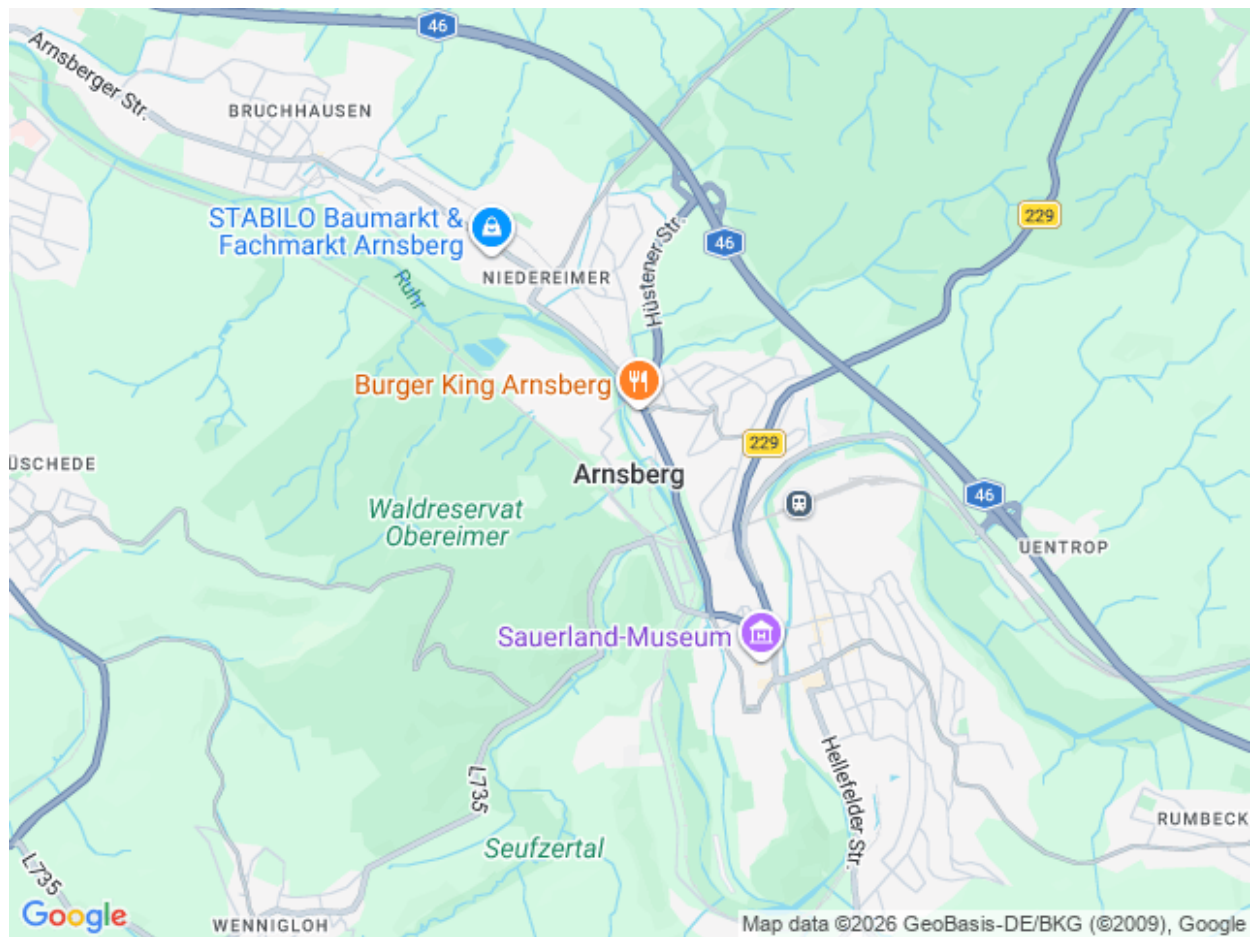 46
Arnsberger Str.
BRUCHHAUSEN
STABILO Baumarkt &
Fachmarkt Arnsberg
229
Hüstener Str.
46
NIEDEREIMER
Ruhr
Burger King Arnsberg
229
ÜSCHEDE
Arnsberg
46
Waldreservat
Obereimer
UENTROP
Sauerland-Museum
Hellefelder Str.
L735
RUMBECK
Seufzertal
L735
Google
WENNIGLOH
Map data ©2026 GeoBasis-DE/BKG (©2009), Google